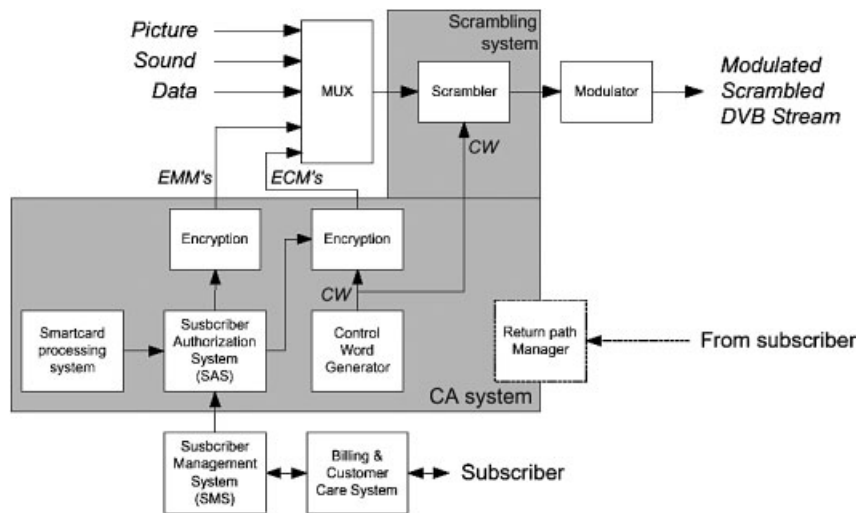 Picture
Sound
Data
MUX
Scrambling
system
Scrambler
Modulator
Modulated
Scrambled
DVB Stream
CW
EMM's
ECM's
Encryption
Encryption
CW
Smartcard
processing
system
Susbcriber
Authorization
System
(SAS)
Control
Word
Generator
Return path
Manager
From subscriber
CA system
Susbcriber
Management
System
(SMS)
Billing &
Customer
Care System
Subscriber